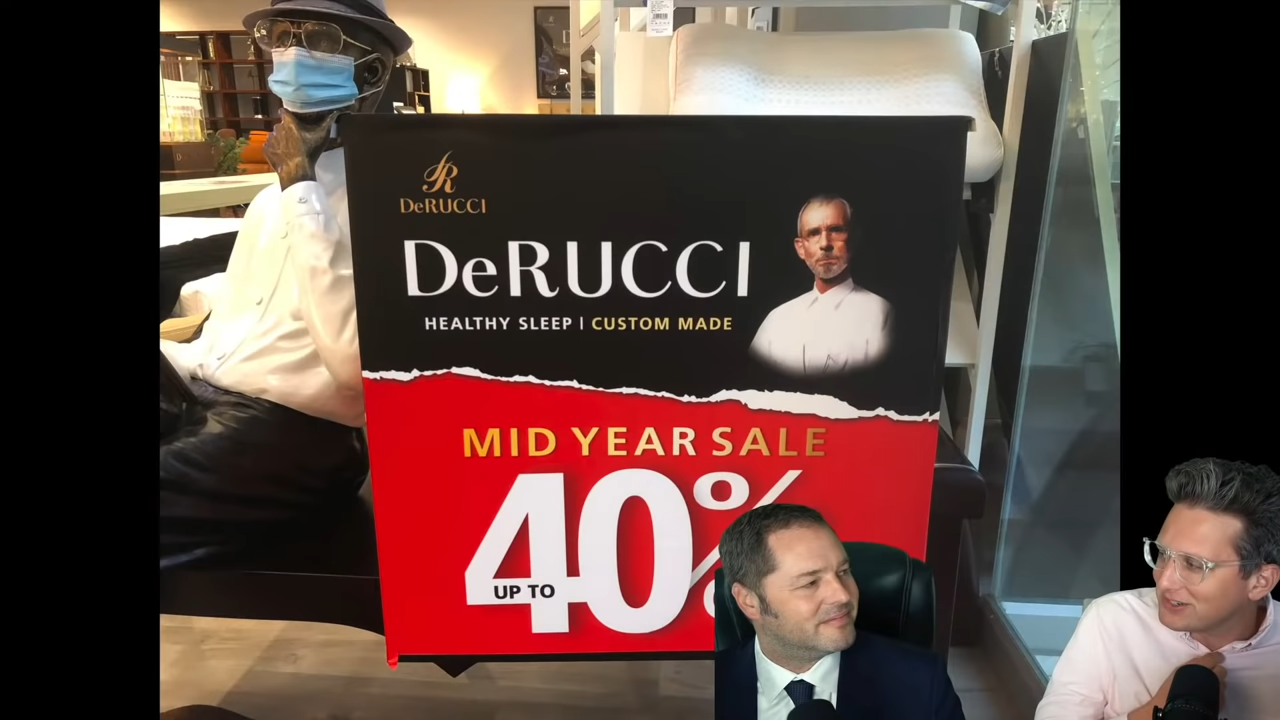 DeRUCCI
DeRUCCI
HEALTHY SLEEP | CUSTOM MADE
MID YEAR SALE
UP TO
40%